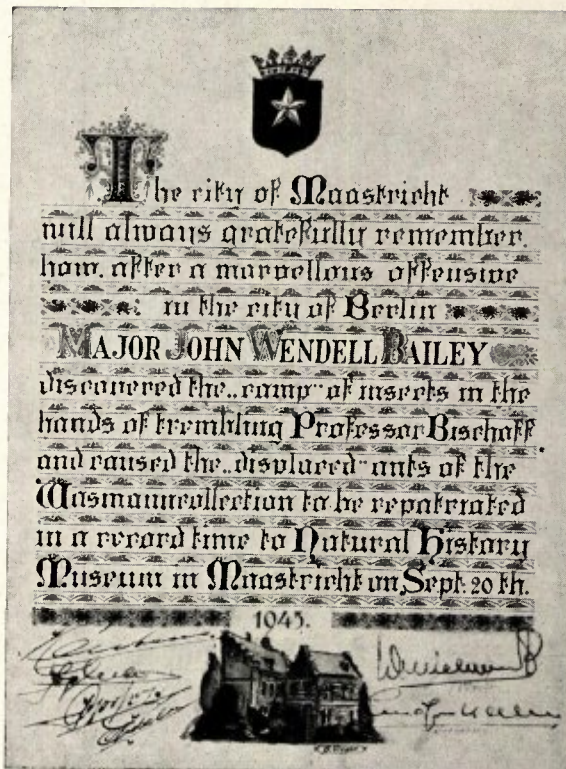 The city of Maastricht
will always gratefully remember,
how, after a marvellous offensive
in the city of Berlin
MAJOR JOHN WENDELL BAILEY
discovered the „camp" of insects in the
hands of trembling Professor Bischoff
and caused the „displaced" ants of the
Wasmanncollection to be repatriated
in a record time to Natural History
Museum in Maastricht on, Sept. 20 th.
1945.